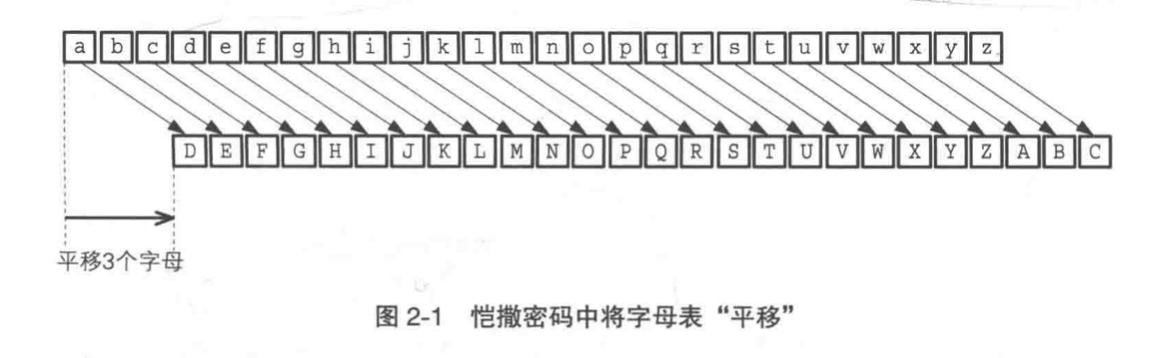 a b c d e f g h i j k l m n o p q r s t u v w x y z
D E F G H I J K L M N O P Q R S T U V W X Y Z A B C
平移3个字母
图 2-1 恺撒密码中将字母表“平移”